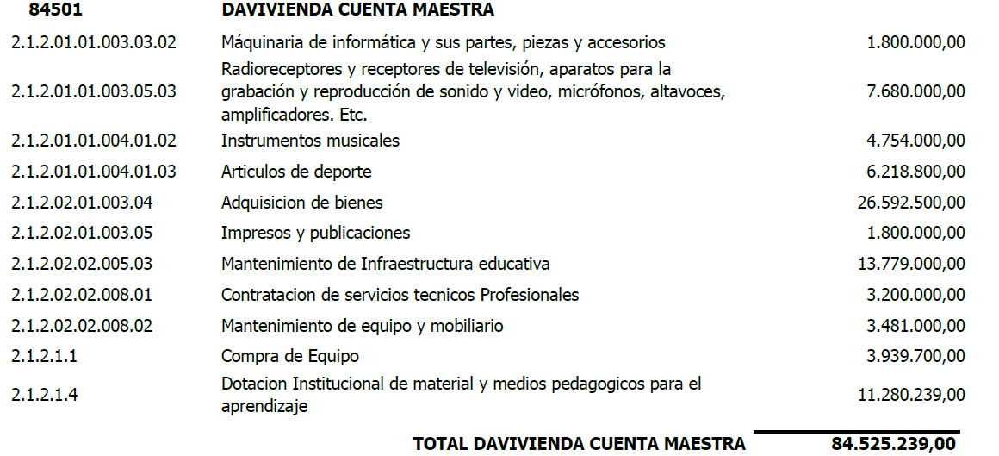 84501 DAVIVIENDA CUENTA MAESTRA
2.1.2.01.01.003.03.02 Máquinaria de informática y sus partes, piezas y accesorios 1.800.000,00
Radioreceptores y receptores de televisión, aparatos para la
2.1.2.01.01.003.05.03 grabación y reproducción de sonido y video, micrófonos, altavoces, 7.680.000,00
amplificadores. Etc.
2.1.2.01.01.004.01.02 Instrumentos musicales 4.754.000,00
2.1.2.01.01.004.01.03 Articulos de deporte 6.218.800,00
2.1.2.02.01.003.04 Adquisicion de bienes 26.592.500,00
2.1.2.02.01.003.05 Impresos y publicaciones 1.800.000,00
2.1.2.02.02.005.03 Mantenimiento de Infraestructura educativa 13.779.000,00
2.1.2.02.02.008.01 Contratacion de servicios tecnicos Profesionales 3.200.000,00
2.1.2.02.02.008.02 Mantenimiento de equipo y mobiliario 3.481.000,00
2.1.2.1.1 Compra de Equipo 3.939.700,00
Dotacion Institucional de material y medios pedagogicos para el
2.1.2.1.4 11.280.239,00
aprendizaje
TOTAL DAVIVIENDA CUENTA MAESTRA 84.525.239,00